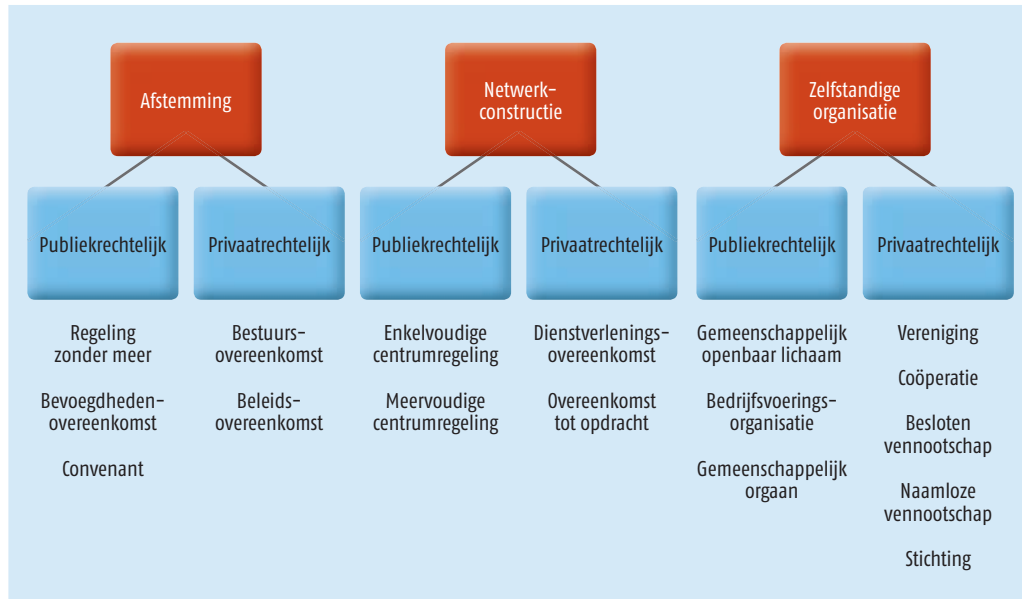 Afstemming
Netwerk-
constructie
Zelfstandige
organisatie
Publiekrechtelijk
Privaatrechtelijk
Publiekrechtelijk
Privaatrechtelijk
Publiekrechtelijk
Privaatrechtelijk
Regeling
zonder meer
Bevoegdheden-
overeenkomst
Convenant
Bestuurs-
overeenkomst
Beleids-
overeenkomst
Enkelvoudige
centrumregeling
Meervoudige
centrumregeling
Dienstverlenings-
overeenkomst
Overeenkomst
tot opdracht
Gemeenschappelijk
openbaar lichaam
Bedrijfsvoerings-
organisatie
Gemeenschappelijk
orgaan
Vereniging
Coöperatie
Besloten
vennootschap
Naamloze
vennootschap
Stichting